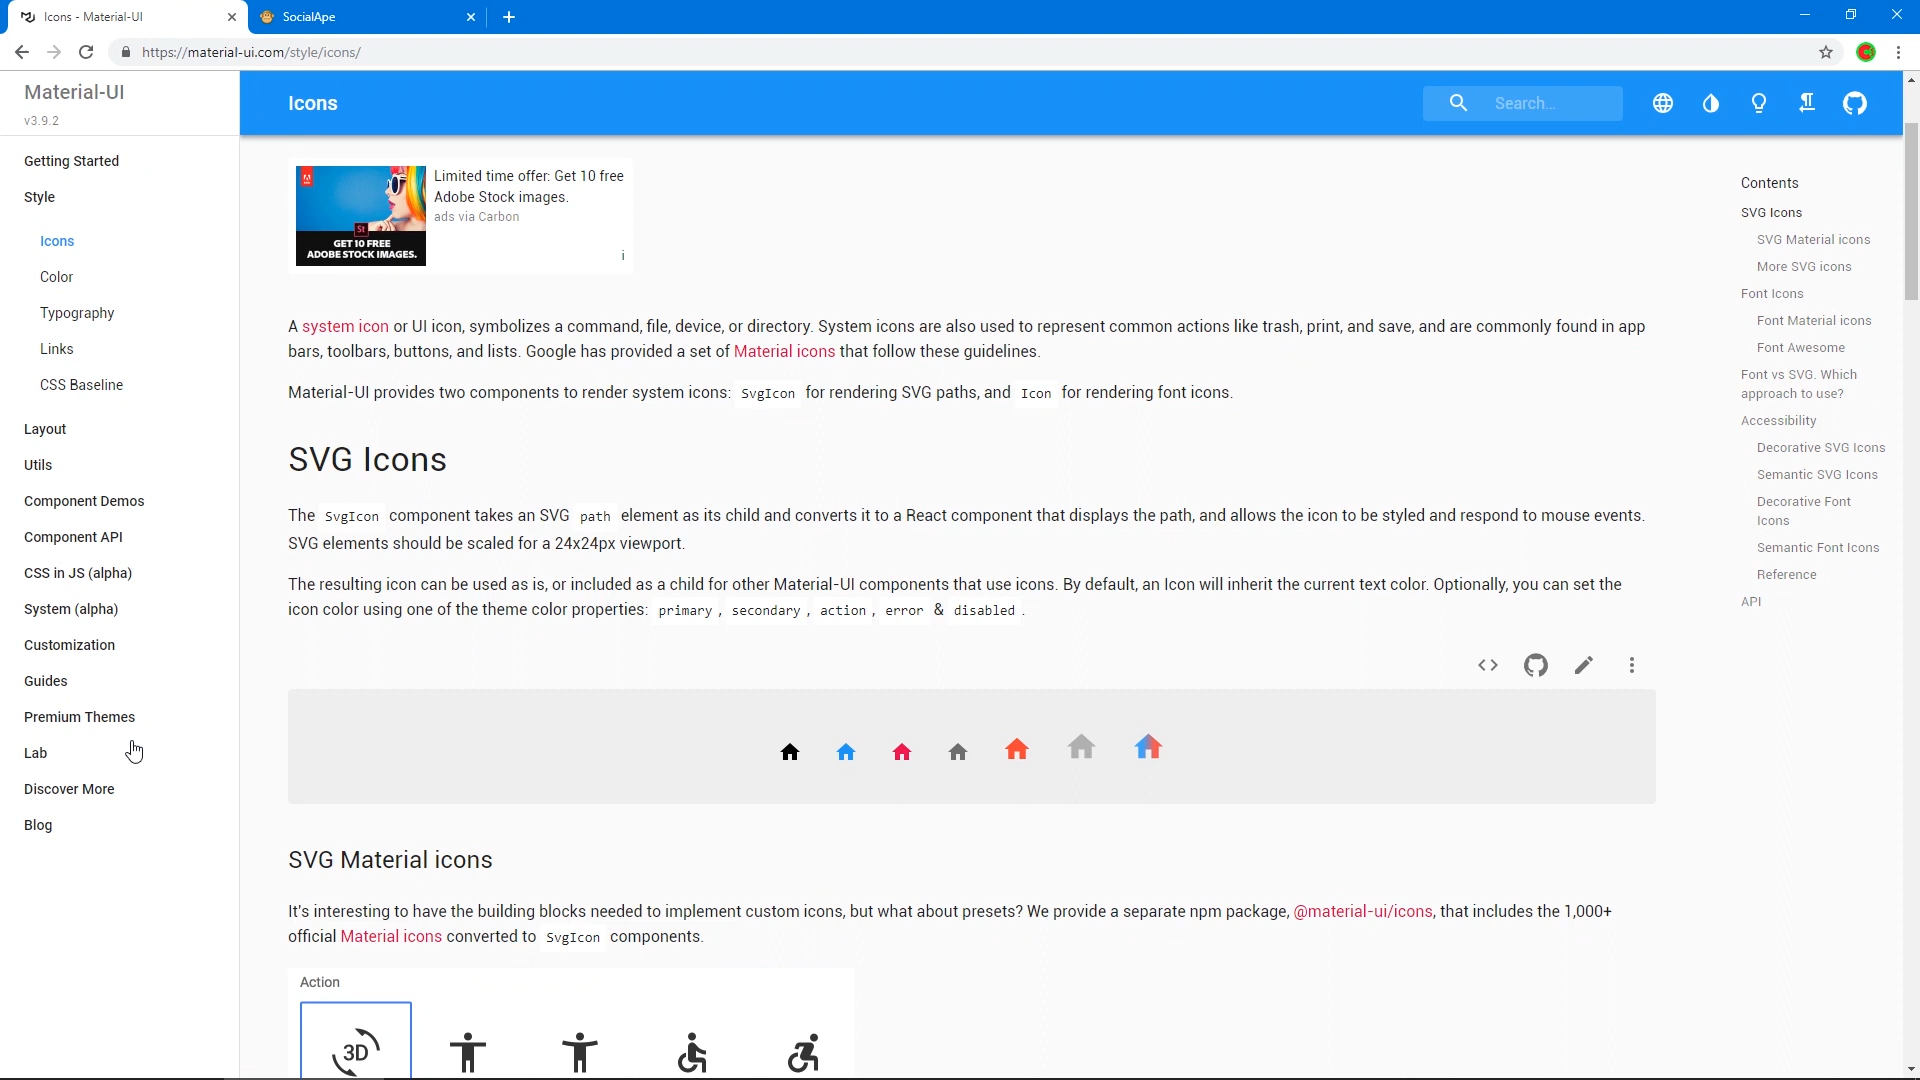 Icons - Material-UI
SocialApe
https://material-ui.com/style/icons/
Material-UI
v3.9.2
Getting Started
Style
Icons
Color
Typography
Links
CSS Baseline
Layout
Utils
Component Demos
Component API
CSS in JS (alpha)
System (alpha)
Customization
Guides
Premium Themes
Lab
Discover More
Blog
Icons
Search...
St
GET 10 FREE
ADOBE STOCK IMAGES.
Limited time offer: Get 10 free
Adobe Stock images.
ads via Carbon
i
A system icon or UI icon, symbolizes a command, file, device, or directory. System icons are also used to represent common actions like trash, print, and save, and are commonly found in app
bars, toolbars, buttons, and lists. Google has provided a set of Material icons that follow these guidelines.
Material-UI provides two components to render system icons: SvgIcon for rendering SVG paths, and Icon for rendering font icons.
SVG Icons
The SvgIcon component takes an SVG path element as its child and converts it to a React component that displays the path, and allows the icon to be styled and respond to mouse events.
SVG elements should be scaled for a 24x24px viewport.
The resulting icon can be used as is, or included as a child for other Material-UI components that use icons. By default, an Icon will inherit the current text color. Optionally, you can set the
icon color using one of the theme color properties: primary, secondary, action, error & disabled.
SVG Material icons
It's interesting to have the building blocks needed to implement custom icons, but what about presets? We provide a separate npm package, @material-ui/icons, that includes the 1,000+
official Material icons converted to SvgIcon components.
Action
3D
Contents
SVG Icons
SVG Material icons
More SVG icons
Font Icons
Font Material icons
Font Awesome
Font vs SVG. Which
approach to use?
Accessibility
Decorative SVG Icons
Semantic SVG Icons
Decorative Font
Icons
Semantic Font Icons
Reference
API